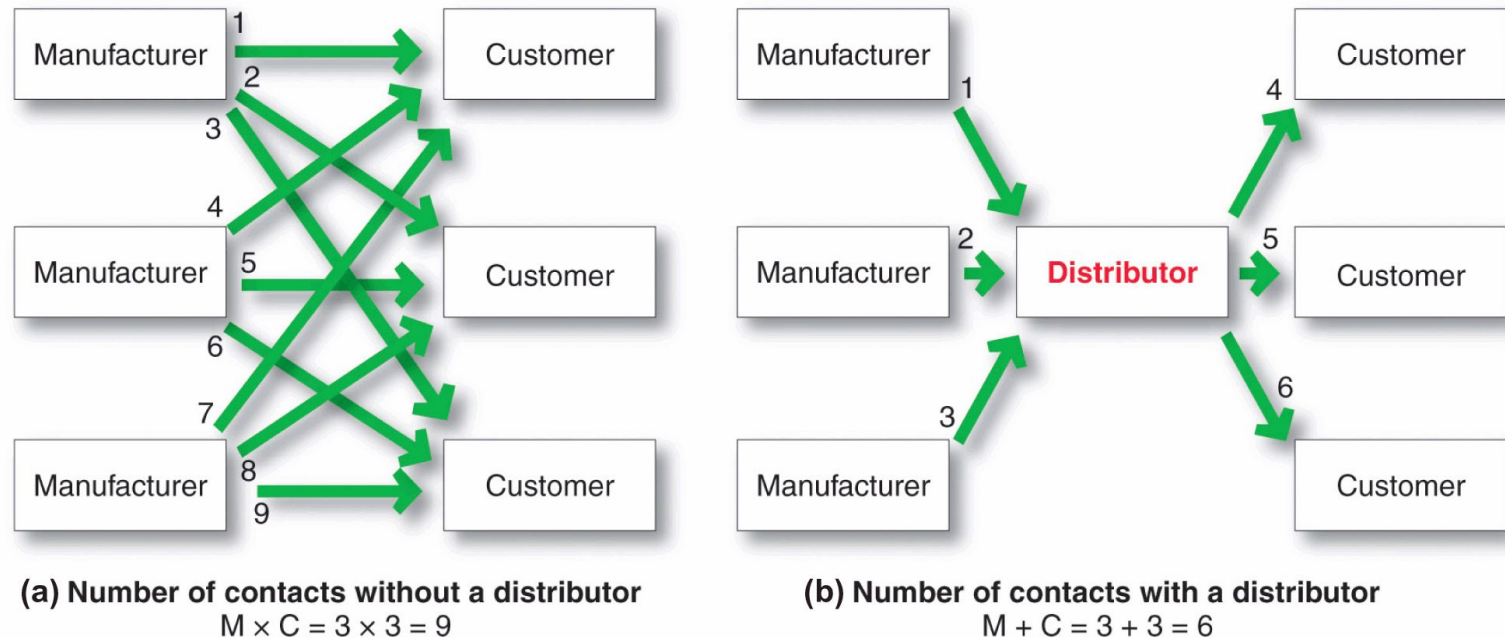 1
Manufacturer
Customer
2
3
4
Manufacturer
5
Customer
6
7
Manufacturer
8
9
Customer
(a) Number of contacts without a distributor
M × C = 3 × 3 = 9
Manufacturer
1
4
Customer
Manufacturer
2
Distributor
5
Customer
3
Manufacturer
6
Customer
(b) Number of contacts with a distributor
M + C = 3 + 3 = 6